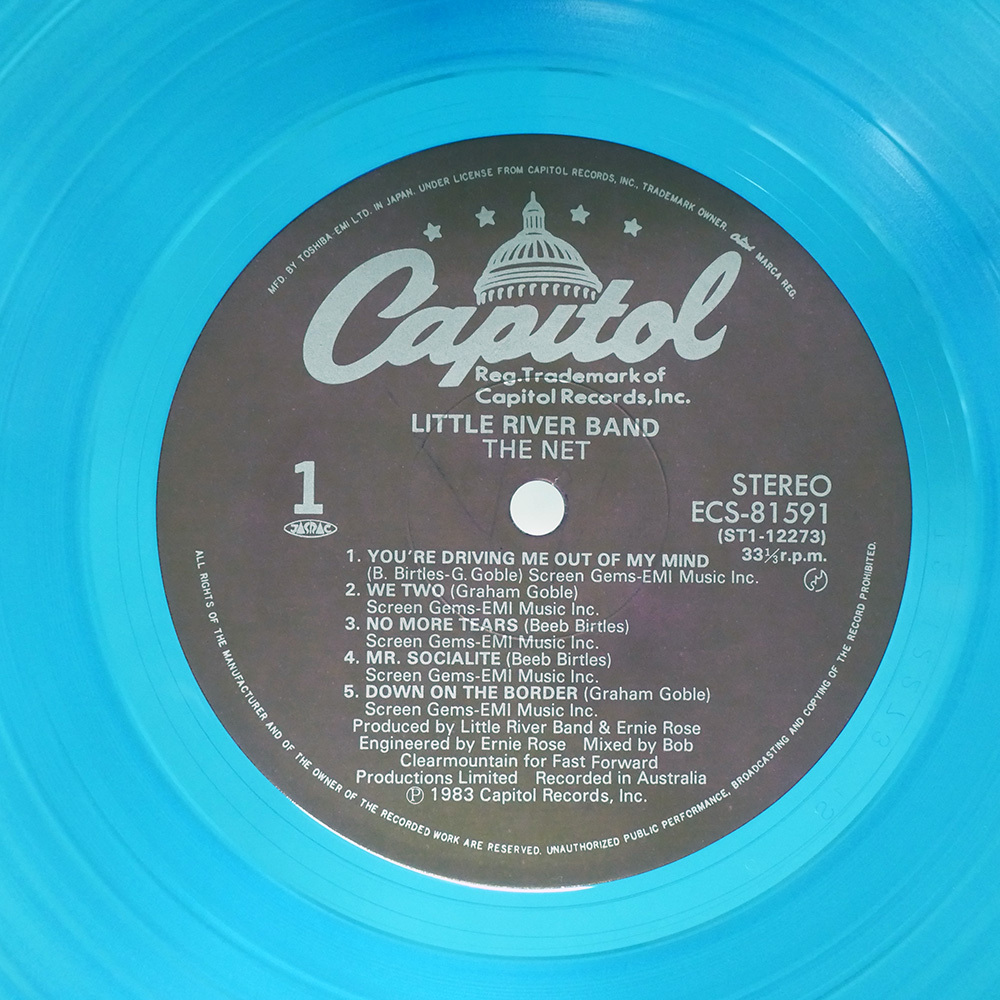 MFD. BY TOSHIBA-EMI LTD. IN JAPAN. UNDER LICENSE FROM CAPITOL RECORDS, INC., TRADEMARK OWNER. Capitol MARCA REG.
Capitol
Reg.Trademark of
Capitol Records,Inc.
LITTLE RIVER BAND
THE NET
1
JASRAC
STEREO
ECS-81591
(ST1-12273)
33⅓r.p.m.
1. YOU'RE DRIVING ME OUT OF MY MIND
(B. Birtles-G. Goble) Screen Gems-EMI Music Inc.
2. WE TWO (Graham Goble)
Screen Gems-EMI Music Inc.
3. NO MORE TEARS (Beeb Birtles)
Screen Gems-EMI Music Inc.
4. MR. SOCIALITE (Beeb Birtles)
Screen Gems-EMI Music Inc.
5. DOWN ON THE BORDER (Graham Goble)
Screen Gems-EMI Music Inc.
Produced by Little River Band & Ernie Rose
Engineered by Ernie Rose Mixed by Bob
Clearmountain for Fast Forward
Productions Limited Recorded in Australia
Ⓟ 1983 Capitol Records, Inc.
ALL RIGHTS OF THE MANUFACTURER AND OF THE OWNER OF THE RECORDED WORK ARE RESERVED. UNAUTHORIZED PUBLIC PERFORMANCE, BROADCASTING AND COPYING OF THE RECORD PROHIBITED.